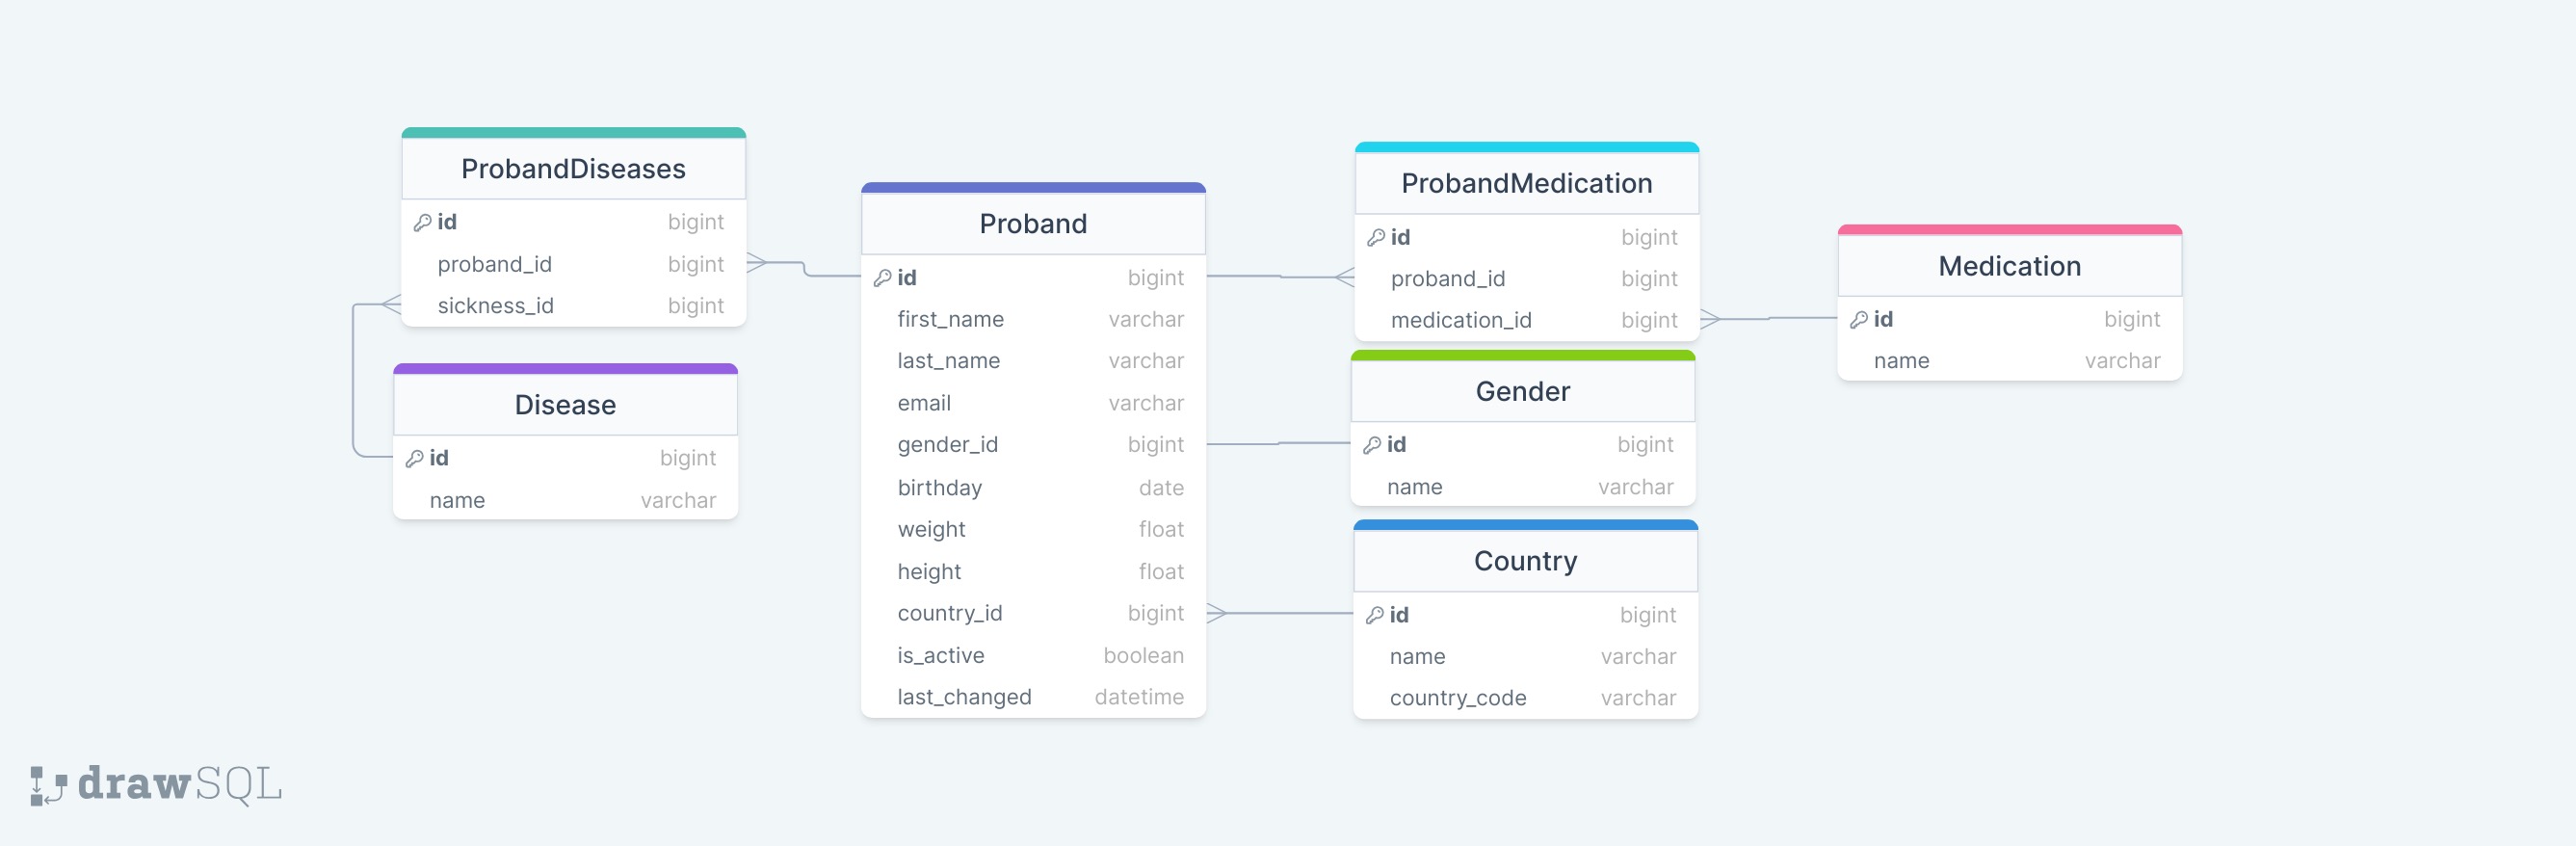 ProbandDiseases
id bigint
proband_id bigint
sickness_id bigint
Disease
id bigint
name varchar
Proband
id bigint
first_name varchar
last_name varchar
email varchar
gender_id bigint
birthday date
weight float
height float
country_id bigint
is_active boolean
last_changed datetime
ProbandMedication
id bigint
proband_id bigint
medication_id bigint
Gender
id bigint
name varchar
Country
id bigint
name varchar
country_code varchar
Medication
id bigint
name varchar
drawSQL